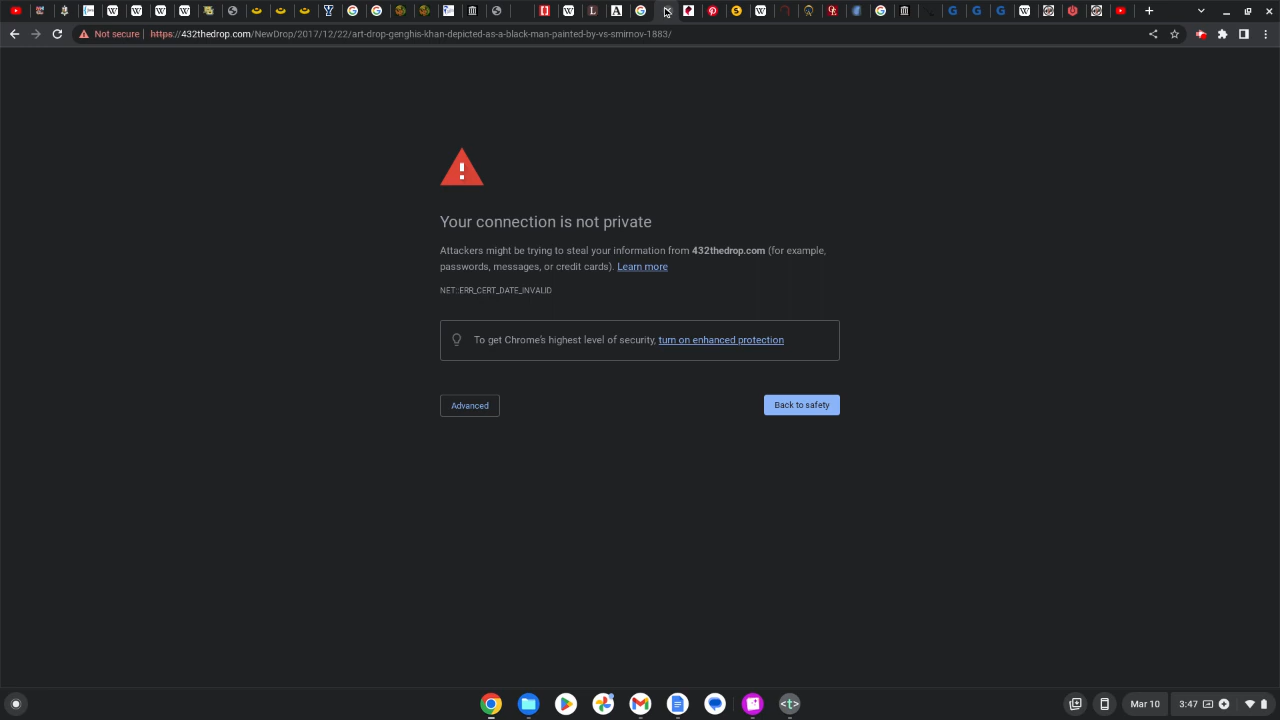 Not secure https://432thedrop.com/NewDrop/2017/12/22/art-drop-genghis-khan-depicted-as-a-black-man-painted-by-vs-smirnov-1883/
Your connection is not private
Attackers might be trying to steal your information from 432thedrop.com (for example,
passwords, messages, or credit cards). Learn more
NET::ERR_CERT_DATE_INVALID
To get Chrome's highest level of security, turn on enhanced protection
Advanced
Back to safety
Mar 10
3:47